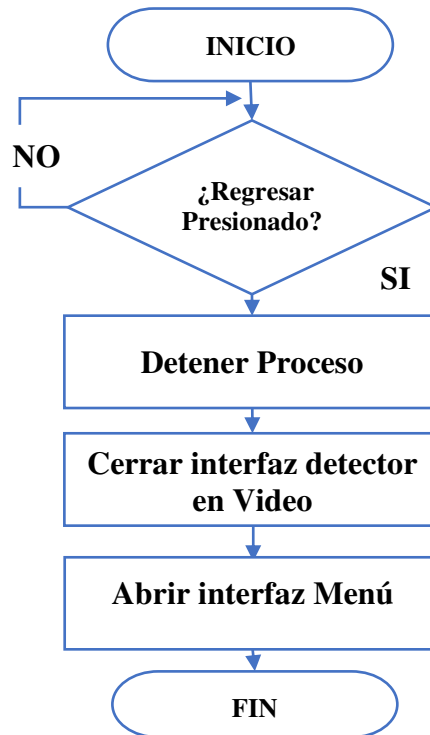 INICIO
NO
¿Regresar
Presionado?
SI
Detener Proceso
Cerrar interfaz detector
en Video
Abrir interfaz Menú
FIN